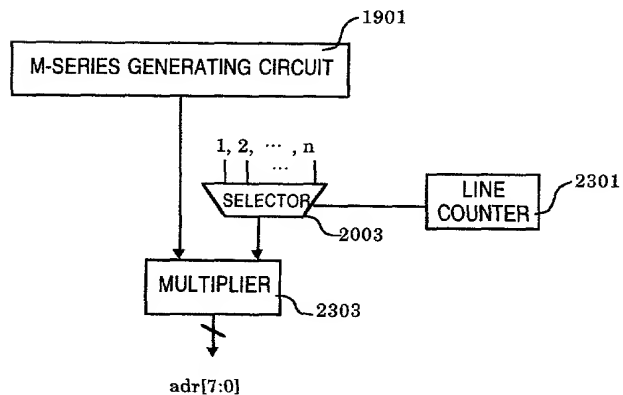 1901
M-SERIES GENERATING CIRCUIT
1, 2, ··· , n
···
SELECTOR
2003
LINE
COUNTER
2301
MULTIPLIER
2303
adr[7:0]